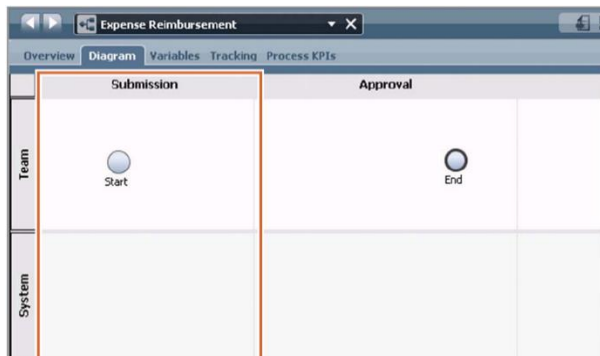 Expense Reimbursement
Overview Diagram Variables Tracking Process KPIs
Submission Approval
Team
Start End
System